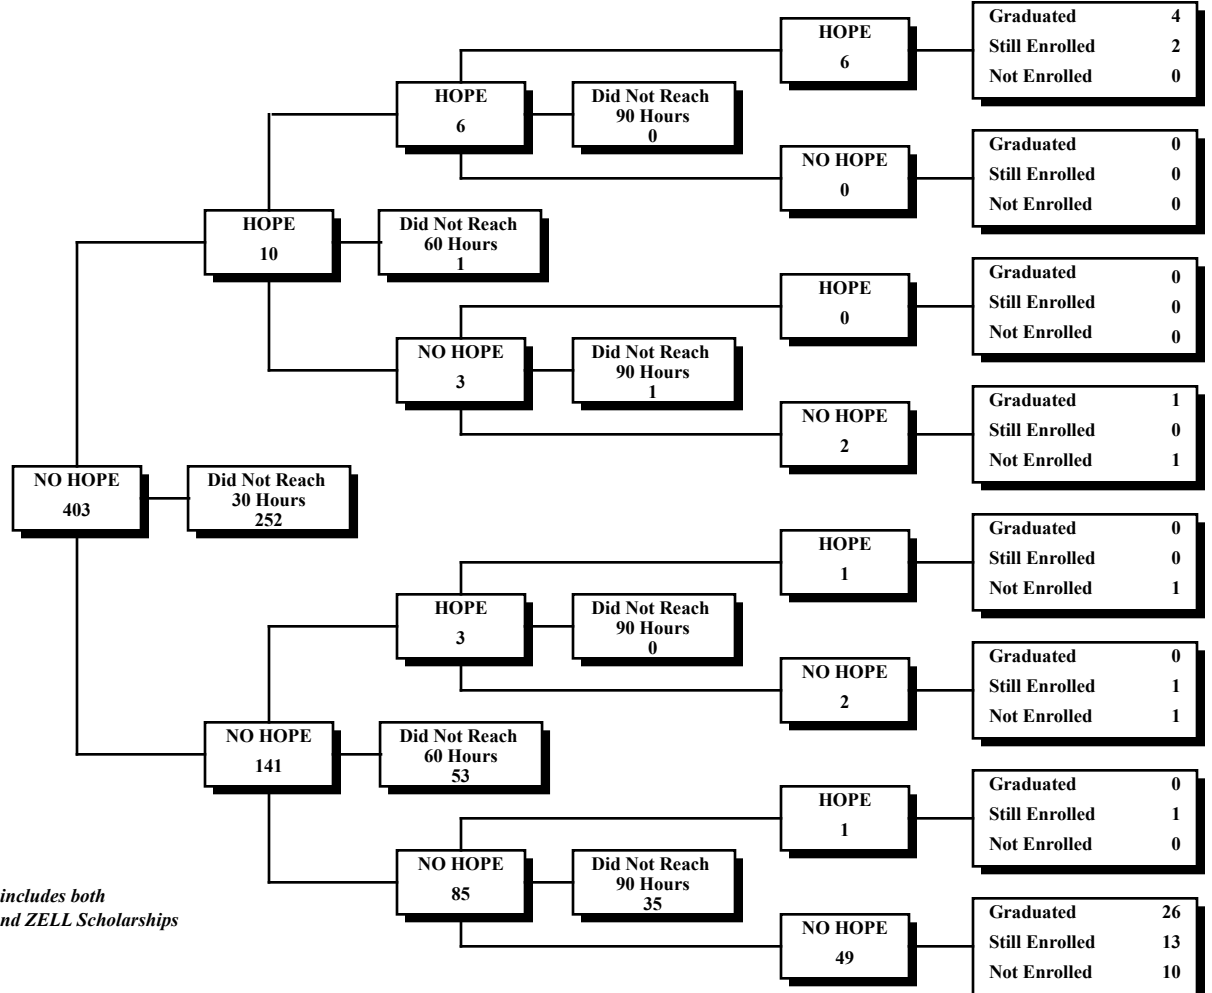 Graduated 4
Still Enrolled 2
Not Enrolled 0
HOPE
6
HOPE
6
Did Not Reach
90 Hours
0
NO HOPE
0
Graduated 0
Still Enrolled 0
Not Enrolled 0
HOPE
10
Did Not Reach
60 Hours
1
HOPE
0
Graduated 0
Still Enrolled 0
Not Enrolled 0
NO HOPE
3
Did Not Reach
90 Hours
1
NO HOPE
2
Graduated 1
Still Enrolled 0
Not Enrolled 1
NO HOPE
403
Did Not Reach
30 Hours
252
HOPE
1
Graduated 0
Still Enrolled 0
Not Enrolled 1
HOPE
3
Did Not Reach
90 Hours
0
NO HOPE
2
Graduated 0
Still Enrolled 1
Not Enrolled 1
NO HOPE
141
Did Not Reach
60 Hours
53
HOPE
1
Graduated 0
Still Enrolled 1
Not Enrolled 0
NO HOPE
85
Did Not Reach
90 Hours
35
NO HOPE
49
Graduated 26
Still Enrolled 13
Not Enrolled 10
includes both
nd ZELL Scholarships